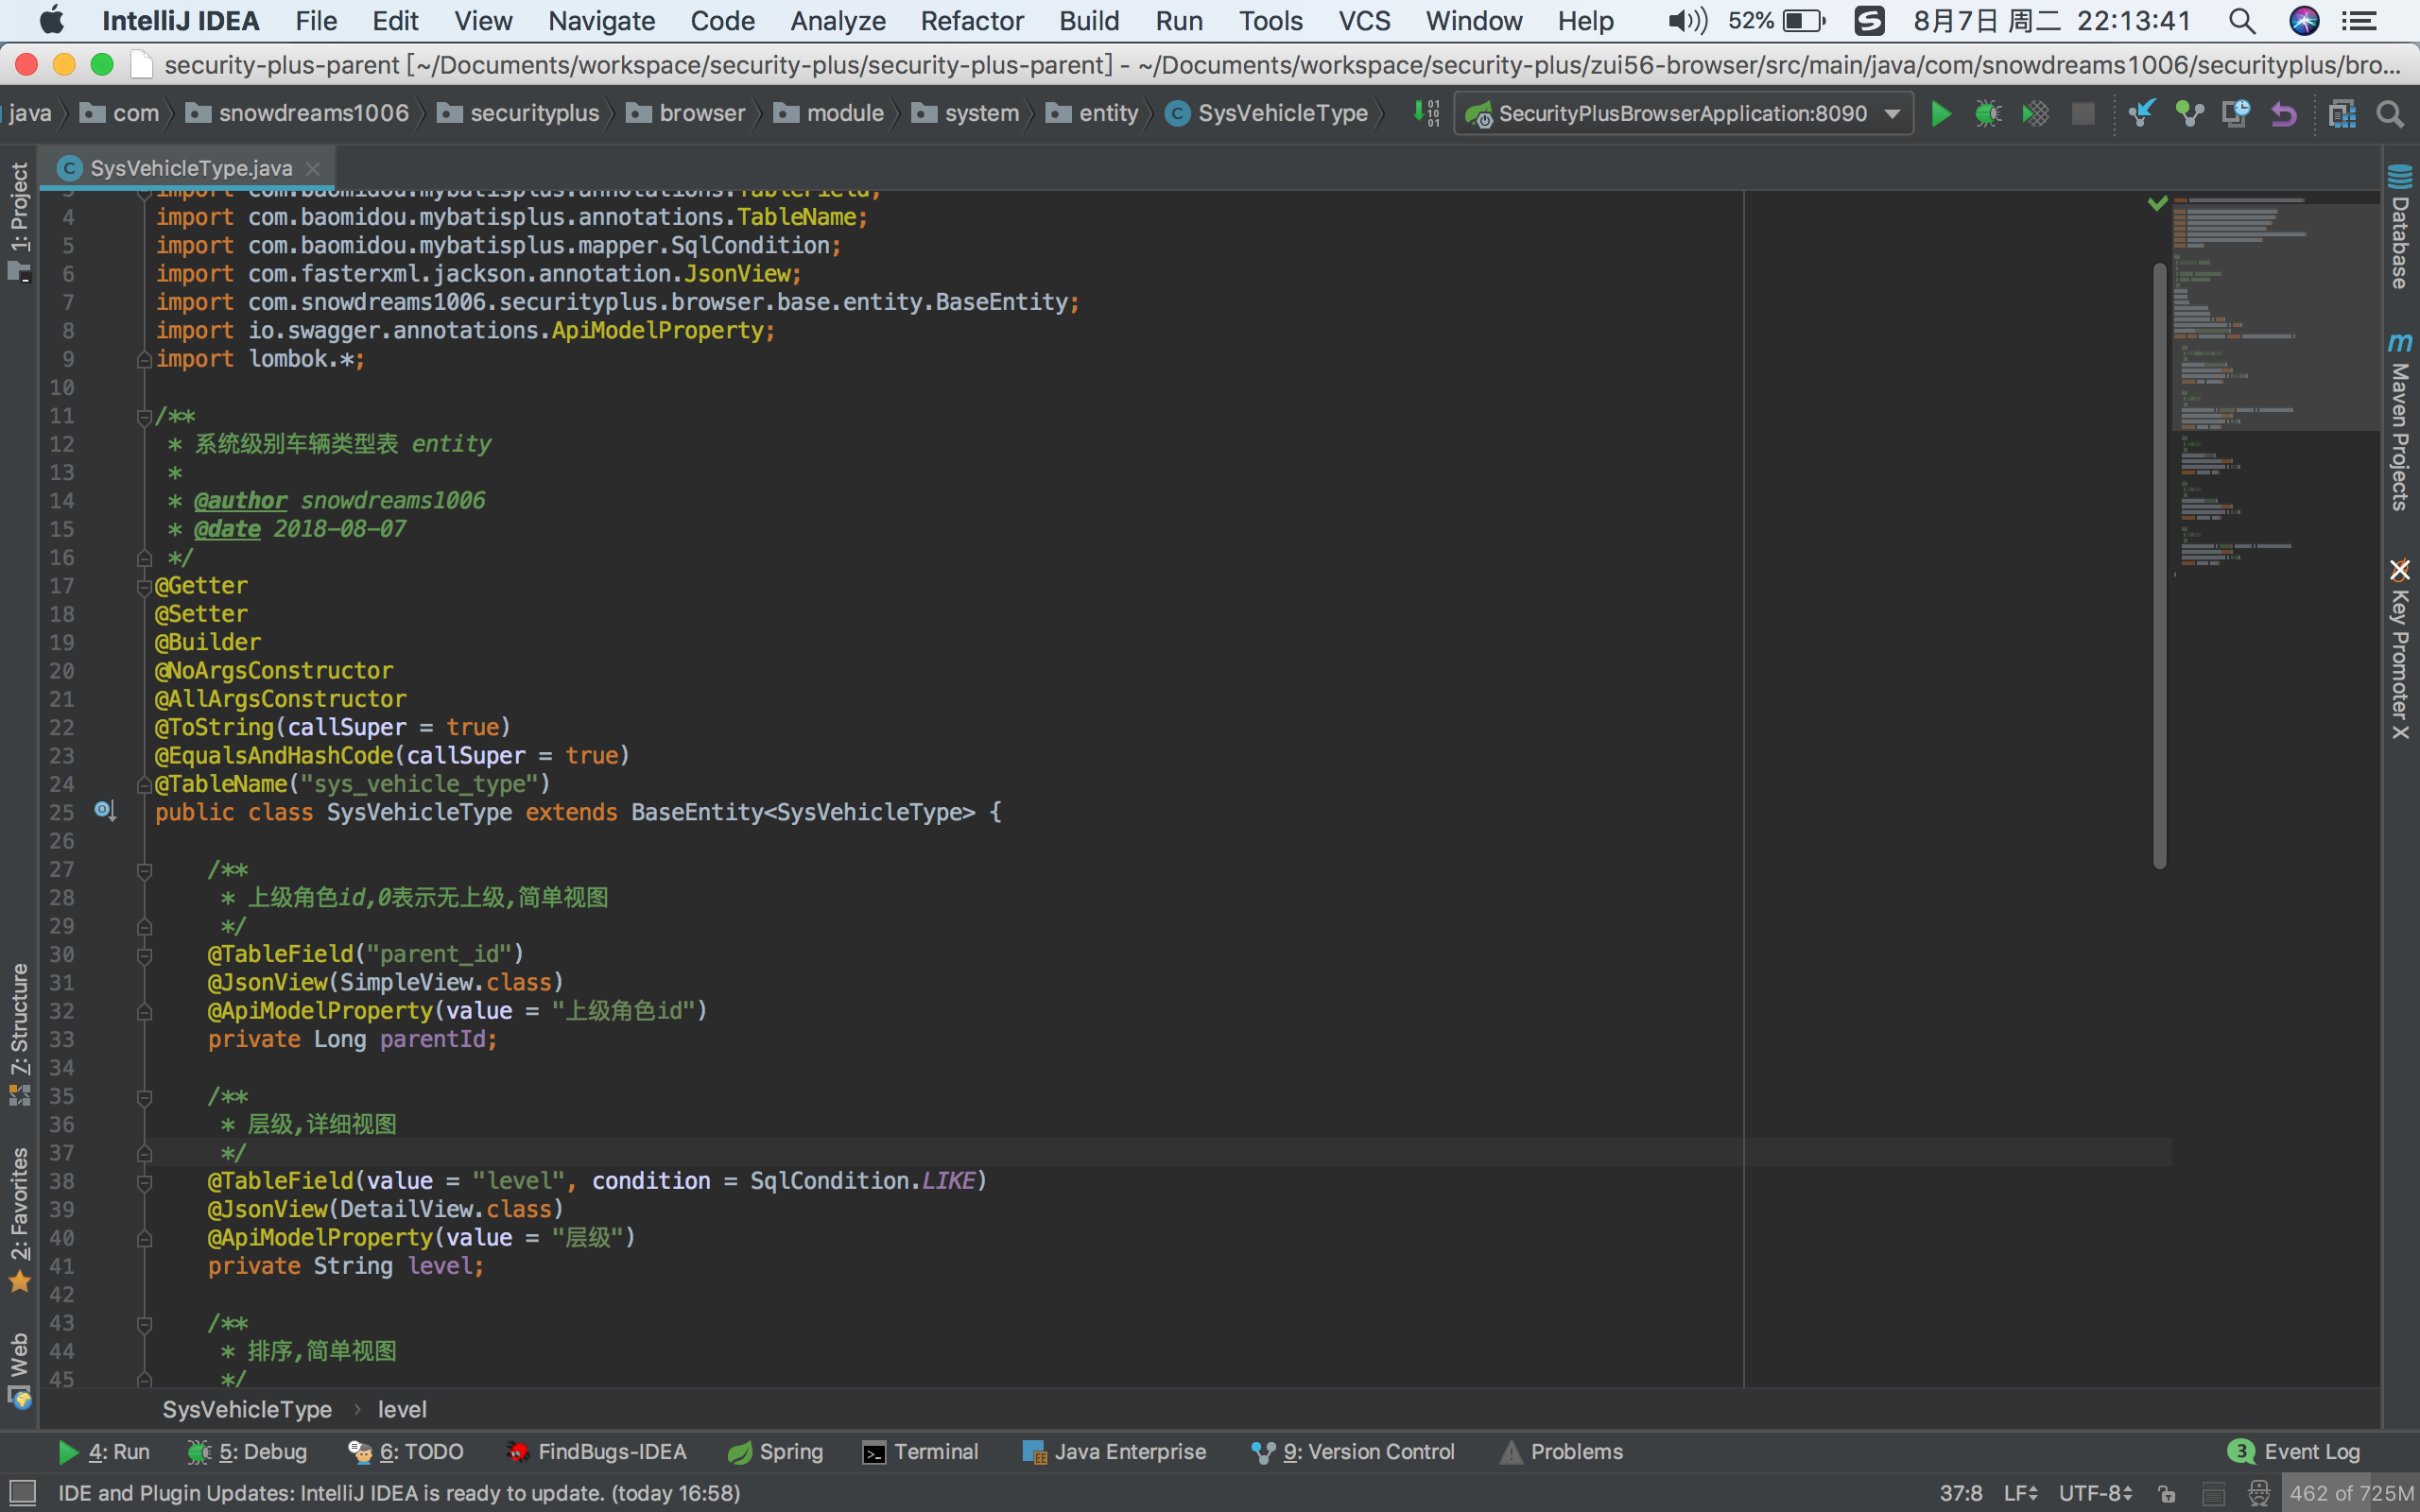 IntelliJ IDEA File Edit View Navigate Code Analyze Refactor Build Run Tools VCS Window Help 52% 8月7日 周二 22:13:41
security-plus-parent [~/Documents/workspace/security-plus/security-plus-parent] - ~/Documents/workspace/security-plus/zui56-browser/src/main/java/com/snowdreams1006/securityplus/bro...
java com snowdreams1006 securityplus browser module system entity SysVehicleType SecurityPlusBrowserApplication:8090
SysVehicleType.java
1: Project
7: Structure
2: Favorites
Web
3 import com.baomidou.mybatisplus.annotations.TableField;
4 import com.baomidou.mybatisplus.annotations.TableName;
5 import com.baomidou.mybatisplus.mapper.SqlCondition;
6 import com.fasterxml.jackson.annotation.JsonView;
7 import com.snowdreams1006.securityplus.browser.base.entity.BaseEntity;
8 import io.swagger.annotations.ApiModelProperty;
9 import lombok.*;
10
11 /**
12 * 系统级别车辆类型表 entity
13 *
14 * @author snowdreams1006
15 * @date 2018-08-07
16 */
17 @Getter
18 @Setter
19 @Builder
20 @NoArgsConstructor
21 @AllArgsConstructor
22 @ToString(callSuper = true)
23 @EqualsAndHashCode(callSuper = true)
24 @TableName("sys_vehicle_type")
25 public class SysVehicleType extends BaseEntity<SysVehicleType> {
26
27 /**
28 * 上级角色id,0表示无上级,简单视图
29 */
30 @TableField("parent_id")
31 @JsonView(SimpleView.class)
32 @ApiModelProperty(value = "上级角色id")
33 private Long parentId;
34
35 /**
36 * 层级,详细视图
37 */
38 @TableField(value = "level", condition = SqlCondition.LIKE)
39 @JsonView(DetailView.class)
40 @ApiModelProperty(value = "层级")
41 private String level;
42
43 /**
44 * 排序,简单视图
45 */
Database
Maven Projects
Key Promoter X
SysVehicleType › level
4: Run 5: Debug 6: TODO FindBugs-IDEA Spring Terminal Java Enterprise 9: Version Control Problems 3 Event Log
IDE and Plugin Updates: IntelliJ IDEA is ready to update. (today 16:58) 37:8 LF UTF-8 462 of 725M